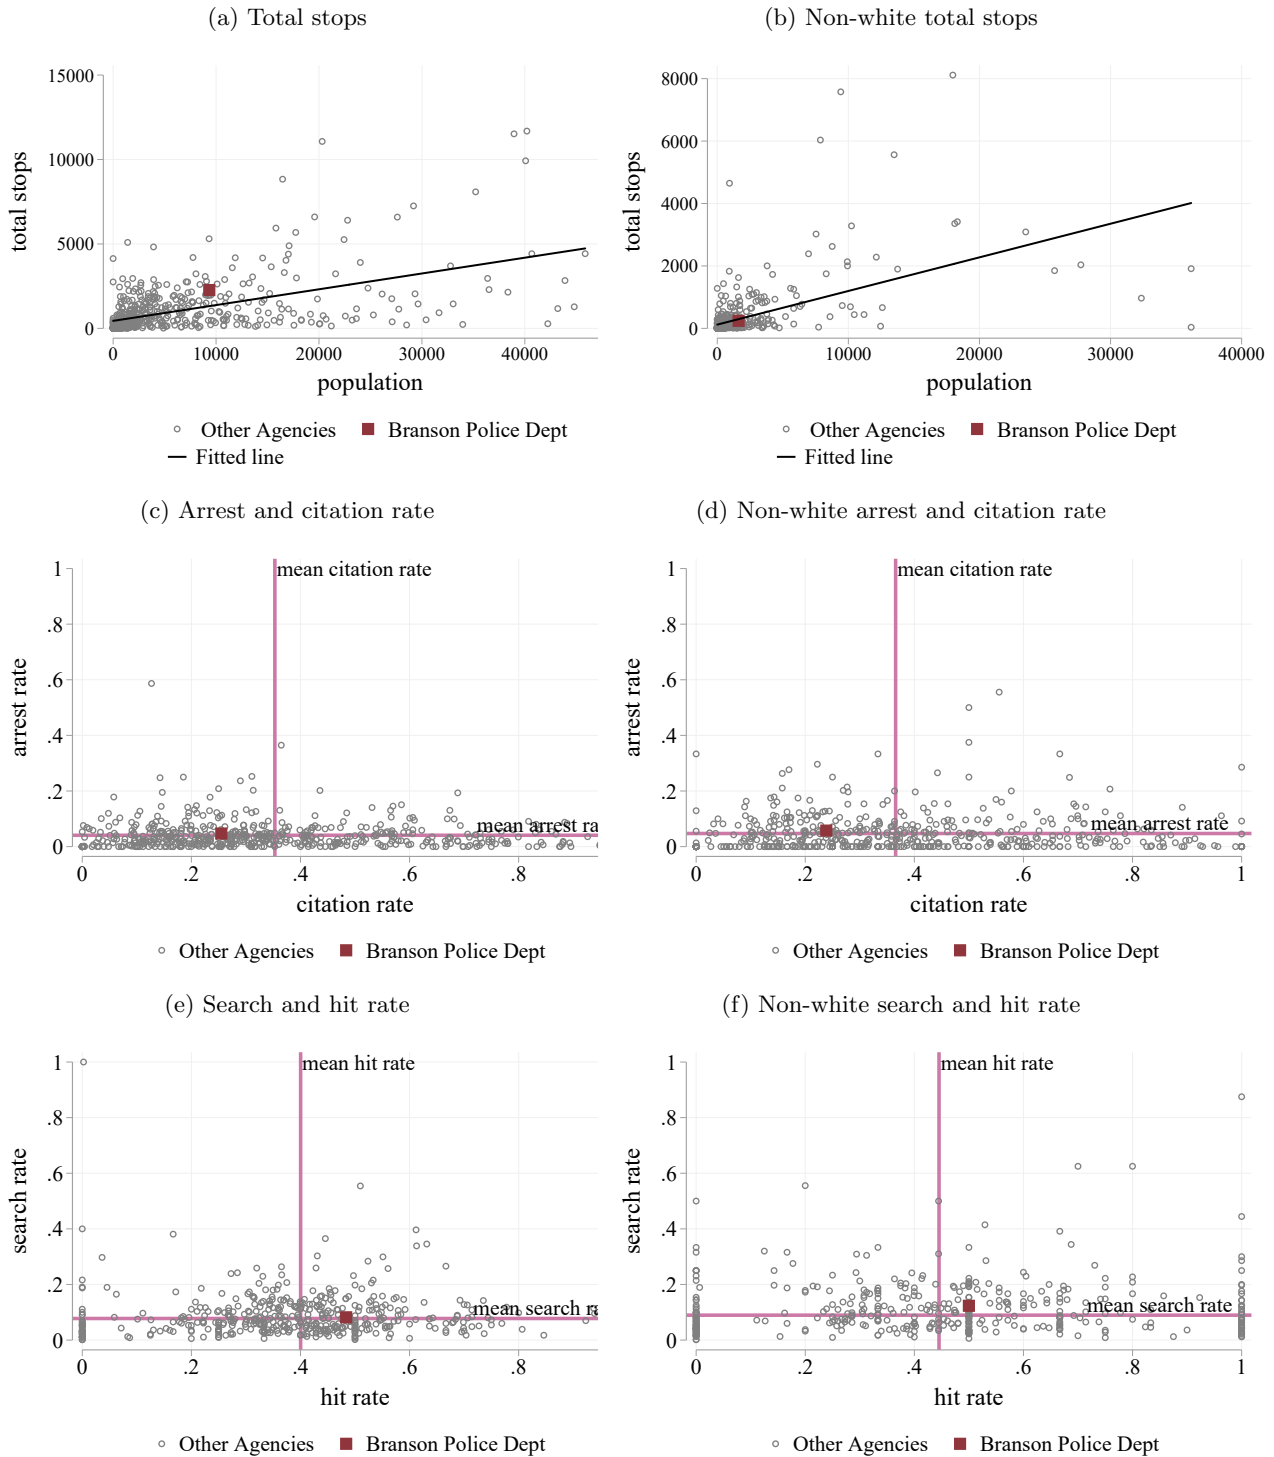 (a) Total stops
total stops
15000
10000
5000
0
0 10000 20000 30000 40000
population
Other Agencies Branson Police Dept
Fitted line
(b) Non-white total stops
total stops
8000
6000
4000
2000
0
0 10000 20000 30000 40000
population
Other Agencies Branson Police Dept
Fitted line
(c) Arrest and citation rate
arrest rate
1
.8
.6
.4
.2
0
mean citation rate
mean arrest ra
0 .2 .4 .6 .8
citation rate
Other Agencies Branson Police Dept
(d) Non-white arrest and citation rate
arrest rate
1
.8
.6
.4
.2
0
mean citation rate
mean arrest rate
0 .2 .4 .6 .8 1
citation rate
Other Agencies Branson Police Dept
(e) Search and hit rate
search rate
1
.8
.6
.4
.2
0
mean hit rate
mean search ra
0 .2 .4 .6 .8
hit rate
Other Agencies Branson Police Dept
(f) Non-white search and hit rate
search rate
1
.8
.6
.4
.2
0
mean hit rate
mean search rate
0 .2 .4 .6 .8 1
hit rate
Other Agencies Branson Police Dept